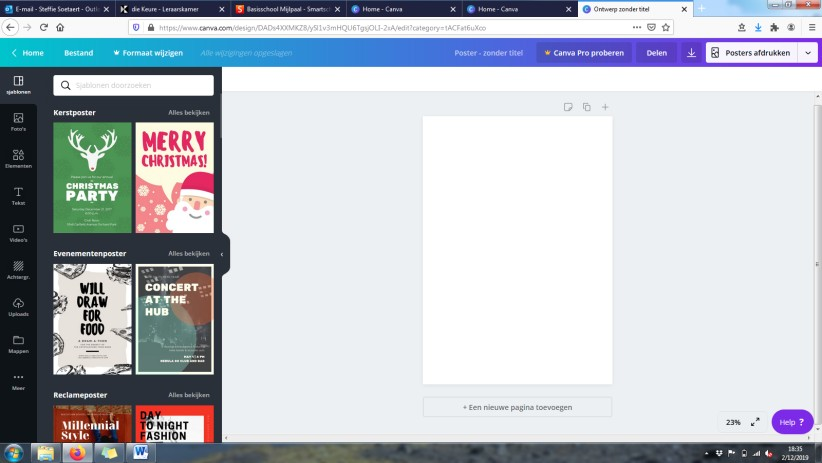 E-mail - Steffie Soetaert - Outl
die Keure - Leraarskamer
Basisschool Mijlpaal - Smartsch
Home - Canva
Home - Canva
Ontwerp zonder titel
https://www.canva.com/design/DADs4XXMKZ8/ySl1v3mHQU6TgsjOLI-2sA/edit?category=tACFat6uXco
Home
Bestand
Formaat wijzigen
Alle wijzigingen opgeslagen
Poster - zonder titel
Canva Pro proberen
Delen
Posters afdrukken
sjablonen
Foto's
Elementen
Tekst
Video's
Achtergr.
Uploads
Mappen
Meer
Sjablonen doorzoeken
Kerstposter
Alles bekijken
CHRISTMAS
PARTY
MERRY
CHRISTMAS!
Evenementenposter
Alles bekijken
WILL
DRAW
FOR
FOOD
CONCERT
AT THE
HUB
Reclameposter
Alles bekijken
Millennial
Style
DAY
TO NIGHT
FASHION
+ Een nieuwe pagina toevoegen
23%
Help ?
18:35
2/12/2019